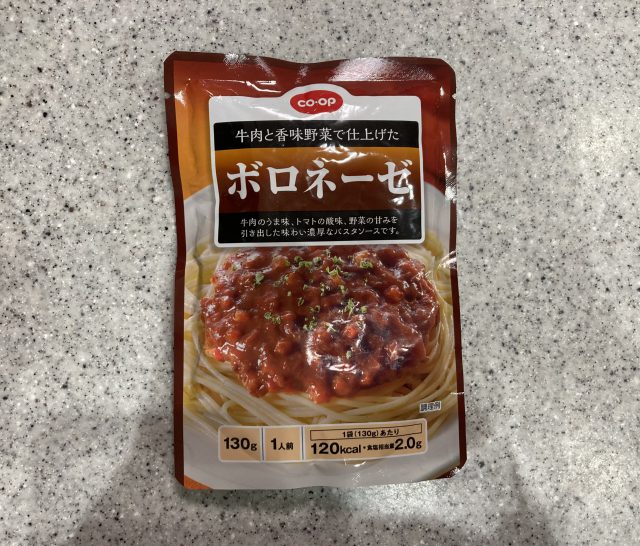 co·op
牛肉と香味野菜で仕上げた
ボロネーゼ
牛肉のうま味、トマトの酸味、野菜の甘みを
引き出した味わい濃厚なパスタソースです。
調理例
130g
1人前
1袋(130g)あたり
120kcal・食塩相当量2.0g